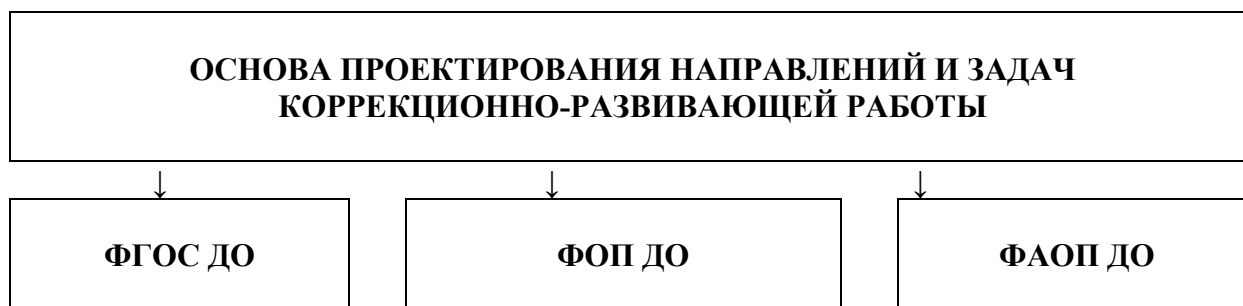 ОСНОВА ПРОЕКТИРОВАНИЯ НАПРАВЛЕНИЙ И ЗАДАЧ
КОРРЕКЦИОННО-РАЗВИВАЮЩЕЙ РАБОТЫ
↓ ↓ ↓
ФГОС ДО ФОП ДО ФАОП ДО